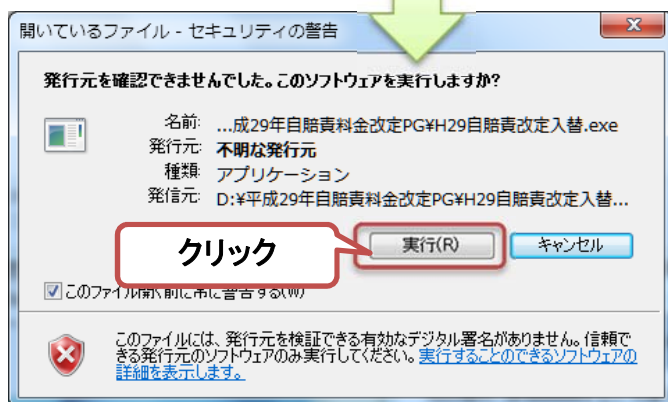 開いているファイル - セキュリティの警告
発行元を確認できませんでした。このソフトウェアを実行しますか?
名前: ...成29年自賠責料金改定PG¥H29自賠責改定入替.exe
発行元: 不明な発行元
種類: アプリケーション
発信元: D:¥平成29年自賠責料金改定PG¥H29自賠責改定入替...
クリック
実行(R)
キャンセル
このファイルを開く前に常に警告する(W)
このファイルには、発行元を検証できる有効なデジタル署名がありません。信頼で
きる発行元のソフトウェアのみ実行してください。実行することのできるソフトウェアの
詳細を表示します。